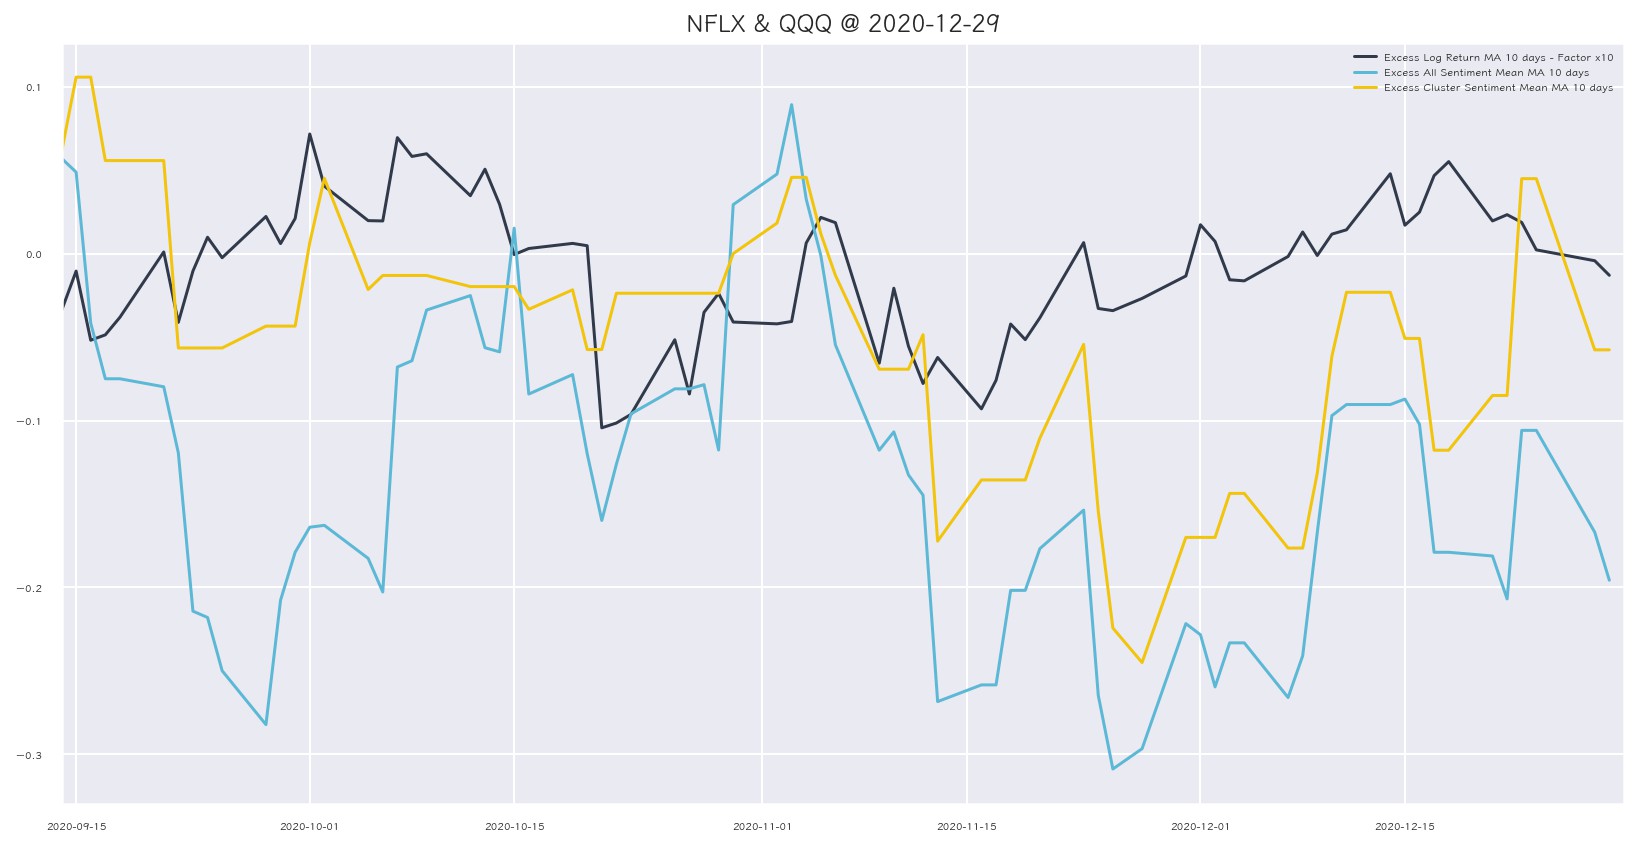 NFLX & QQQ @ 2020-12-29
Excess Log Return MA 10 days - Factor x10
Excess All Sentiment Mean MA 10 days
Excess Cluster Sentiment Mean MA 10 days
0.1
0.0
−0.1
−0.2
−0.3
2020-09-15 2020-10-01 2020-10-15 2020-11-01 2020-11-15 2020-12-01 2020-12-15